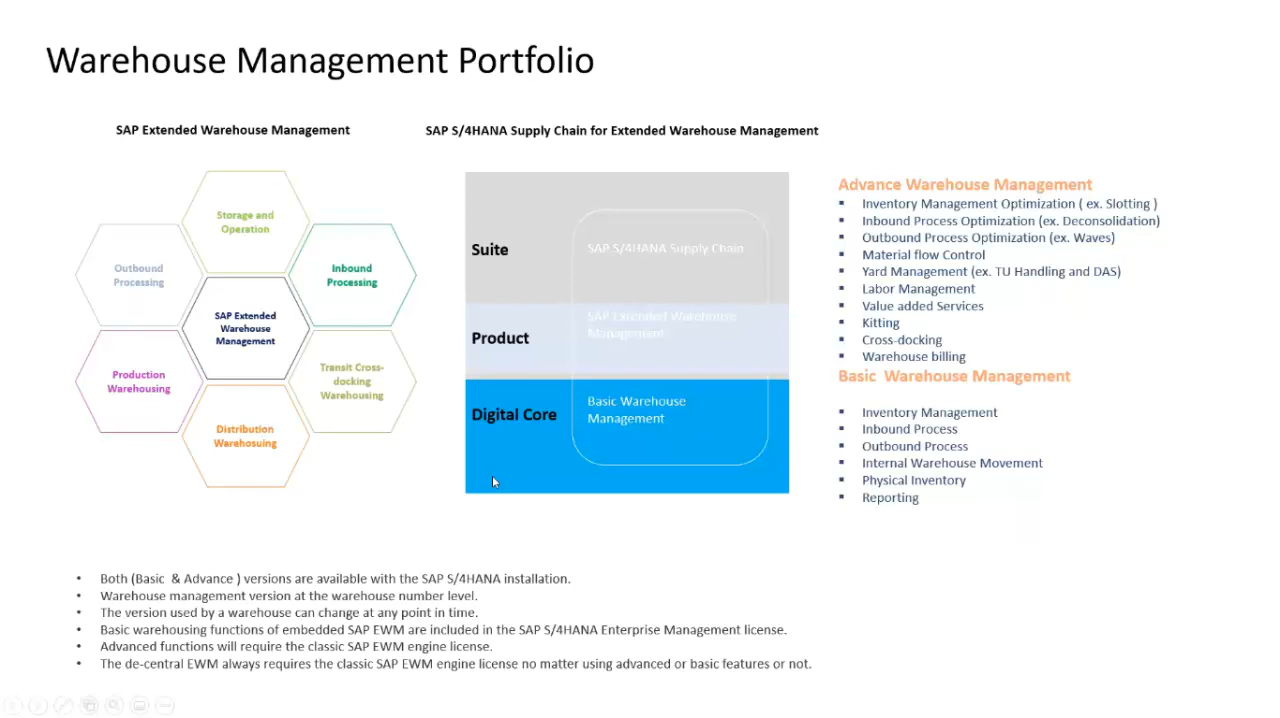 Warehouse Management Portfolio
SAP Extended Warehouse Management
SAP S/4HANA Supply Chain for Extended Warehouse Management
Storage and
Operation
Outbound
Processing
Inbound
Processing
SAP Extended
Warehouse
Management
Production
Warehousing
Transit Cross-
docking
Warehousing
Distribution
Warehosuing
Suite
SAP S/4HANA Supply Chain
Product
SAP Extended Warehouse
Management
Digital Core
Basic Warehouse
Management
Advance Warehouse Management
▪ Inventory Management Optimization ( ex. Slotting )
▪ Inbound Process Optimization (ex. Deconsolidation)
▪ Outbound Process Optimization (ex. Waves)
▪ Material flow Control
▪ Yard Management (ex. TU Handling and DAS)
▪ Labor Management
▪ Value added Services
▪ Kitting
▪ Cross-docking
▪ Warehouse billing
Basic Warehouse Management
▪ Inventory Management
▪ Inbound Process
▪ Outbound Process
▪ Internal Warehouse Movement
▪ Physical Inventory
▪ Reporting
• Both (Basic & Advance ) versions are available with the SAP S/4HANA installation.
• Warehouse management version at the warehouse number level.
• The version used by a warehouse can change at any point in time.
• Basic warehousing functions of embedded SAP EWM are included in the SAP S/4HANA Enterprise Management license.
• Advanced functions will require the classic SAP EWM engine license.
• The de-central EWM always requires the classic SAP EWM engine license no matter using advanced or basic features or not.